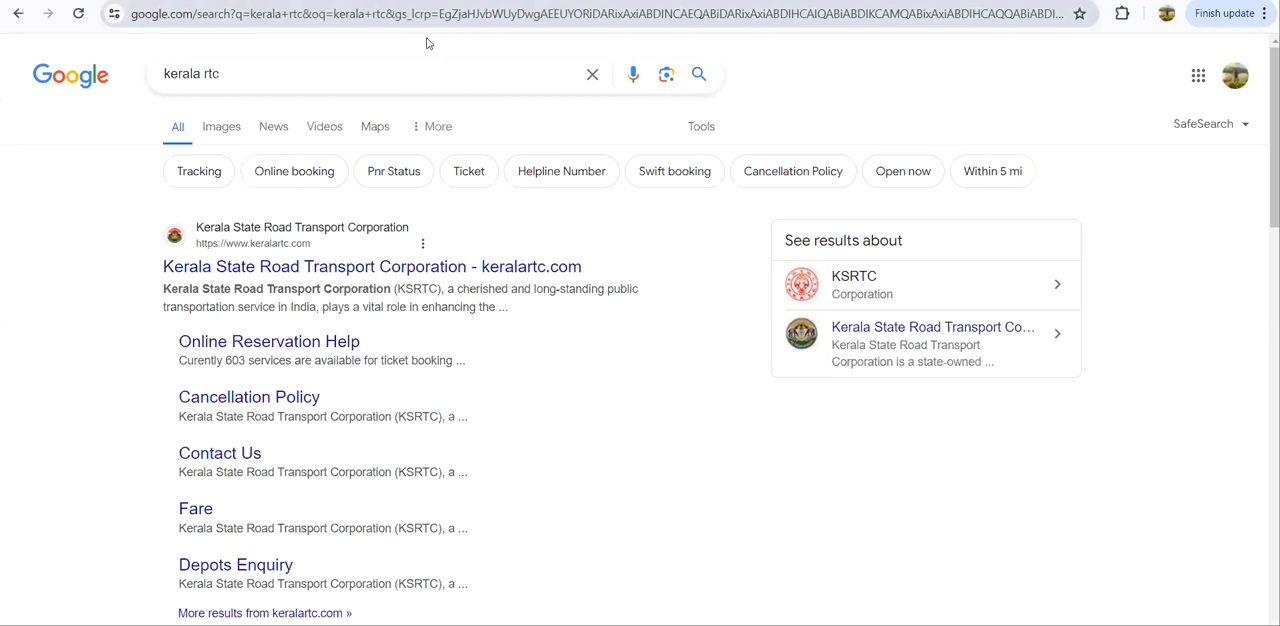 google.com/search?q=kerala+rtc&oq=kerala+rtc&gs_lcrp=EgZjaHJvbWUyDwgAEEUYORiDARixAxiABDINCAEQABiDARixAxiABDIHCAIQABiABDIKCAMQABixAxiABDIHCAQQABiABDI...
Finish update
Google
kerala rtc
All
Images
News
Videos
Maps
More
Tools
SafeSearch
Tracking
Online booking
Pnr Status
Ticket
Helpline Number
Swift booking
Cancellation Policy
Open now
Within 5 mi
Kerala State Road Transport Corporation
https://www.keralartc.com
Kerala State Road Transport Corporation - keralartc.com
Kerala State Road Transport Corporation (KSRTC), a cherished and long-standing public
transportation service in India, plays a vital role in enhancing the ...
Online Reservation Help
Curently 603 services are available for ticket booking ...
Cancellation Policy
Kerala State Road Transport Corporation (KSRTC), a ...
Contact Us
Kerala State Road Transport Corporation (KSRTC), a ...
Fare
Kerala State Road Transport Corporation (KSRTC), a ...
Depots Enquiry
Kerala State Road Transport Corporation (KSRTC), a ...
More results from keralartc.com »
See results about
KSRTC
Corporation
Kerala State Road Transport Co...
Kerala State Road Transport
Corporation is a state-owned ...